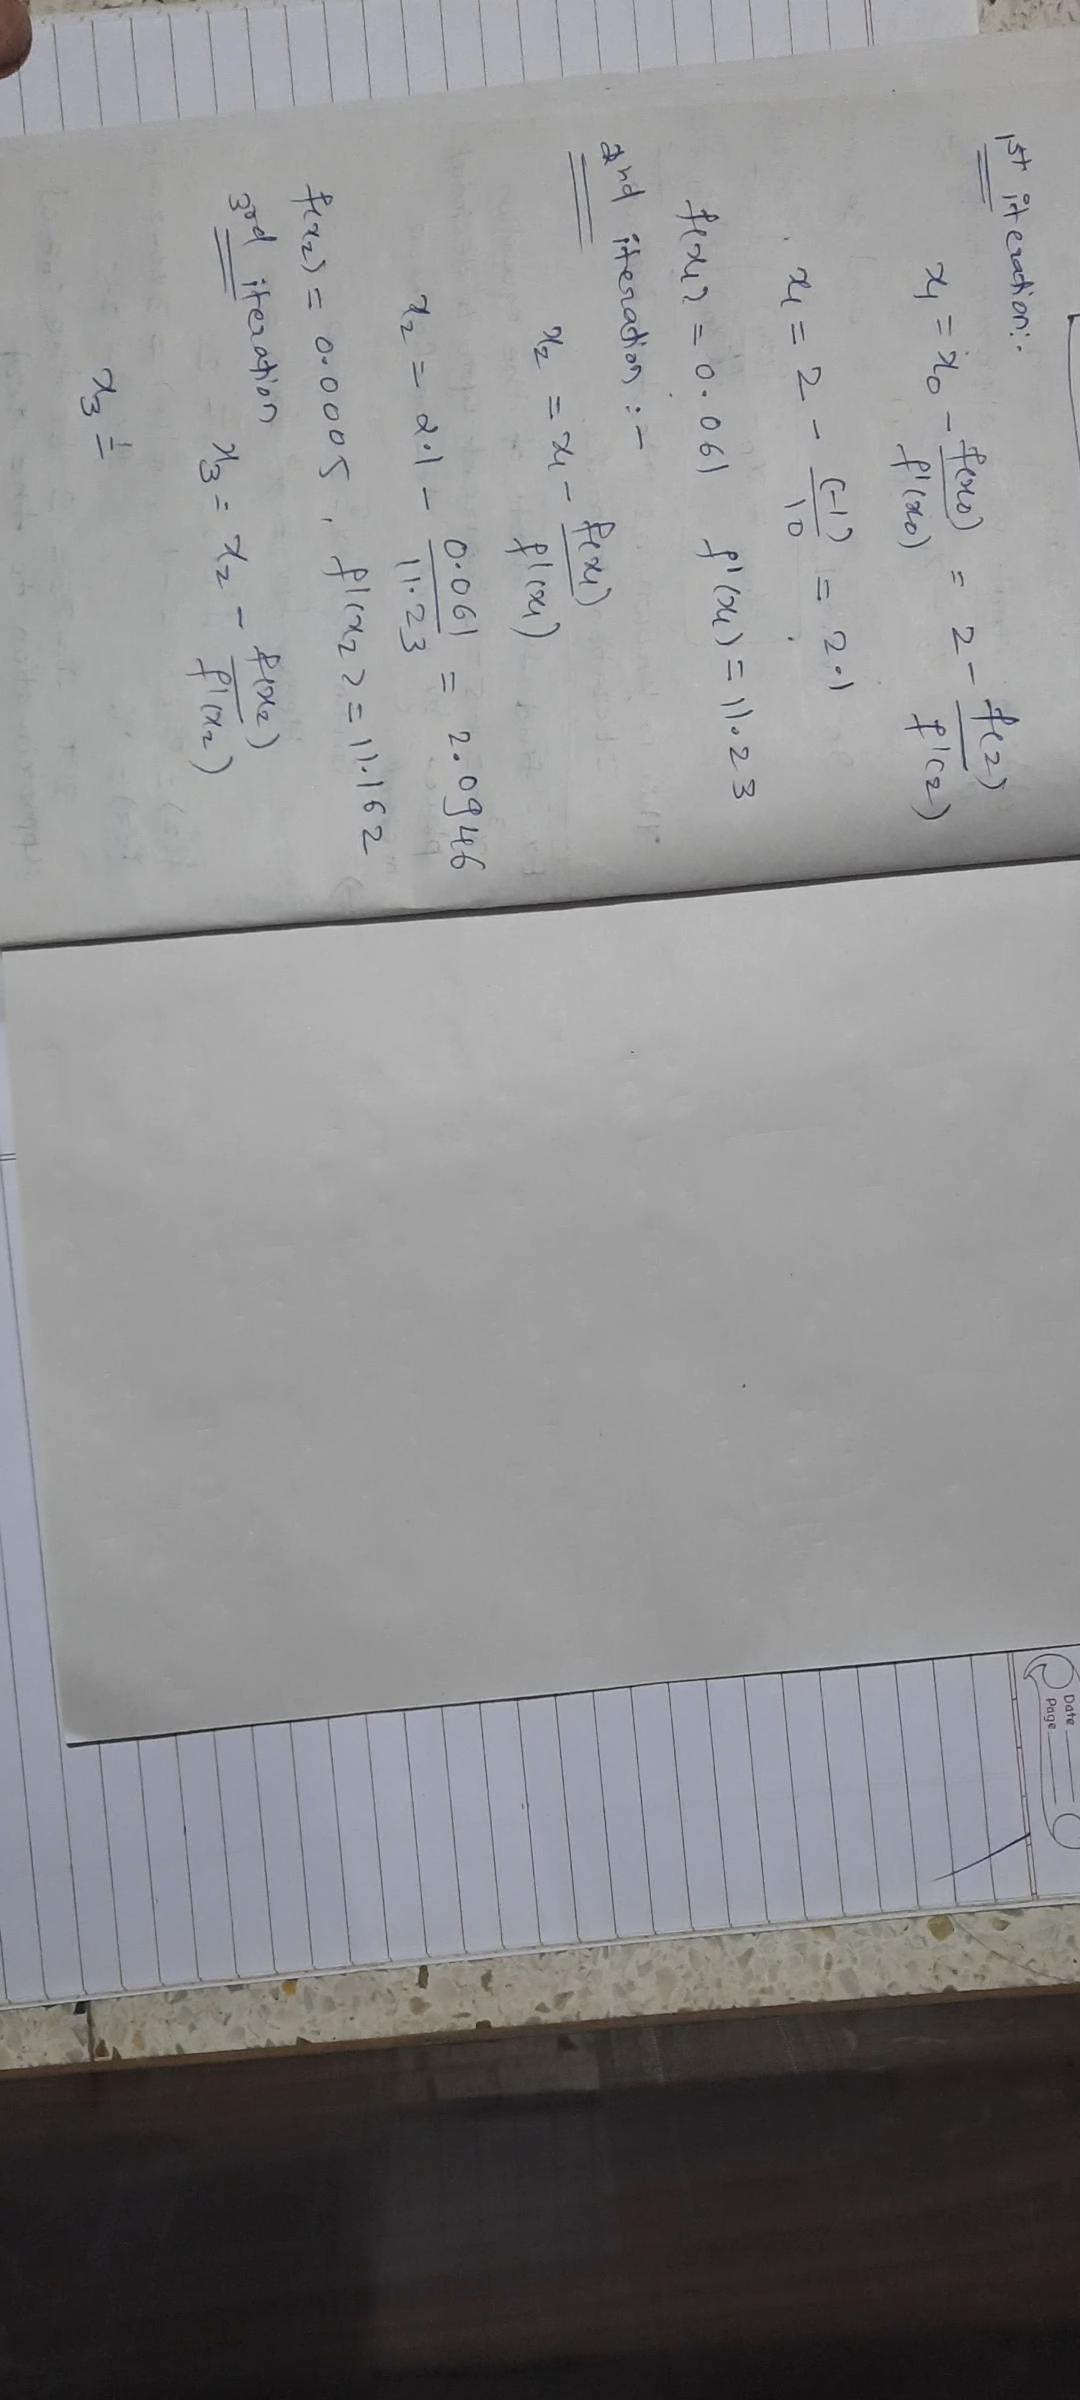 1st iteration:-
x₁ = x₀ - f(x₀)/f'(x₀) = 2 - f(2)/f'(2)
x₁ = 2 - (-1)/10 = 2.1
f(x₁) = 0.061 f'(x₁) = 11.23
2nd iteration :-
x₂ = x₁ - f(x₁)/f'(x₁)
x₂ = 2.1 - 0.061/11.23 = 2.0946
f(x₂) = 0.0005, f'(x₂) = 11.162
3rd iteration
x₃ = x₂ - f(x₂)/f'(x₂)
x₃ =
Date
Page